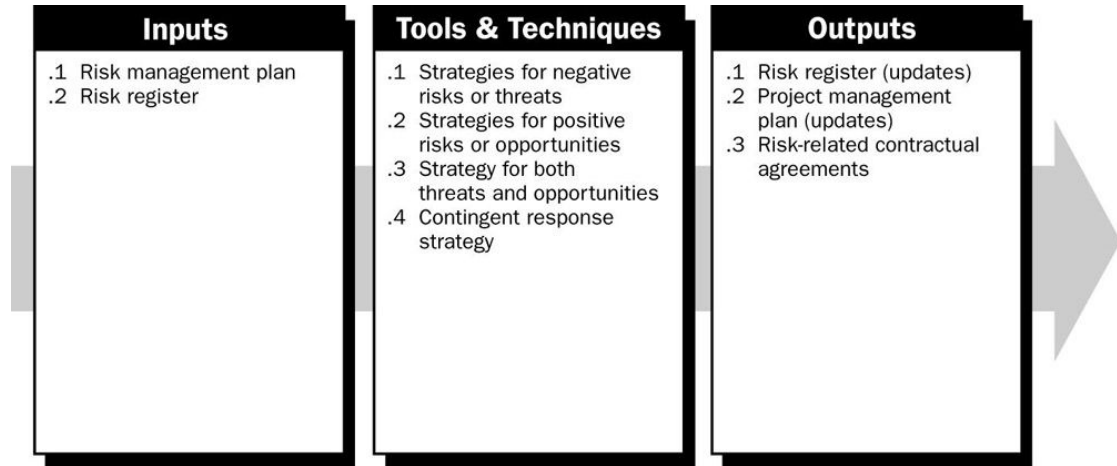 Inputs
.1 Risk management plan
.2 Risk register
Tools & Techniques
.1 Strategies for negative
risks or threats
.2 Strategies for positive
risks or opportunities
.3 Strategy for both
threats and opportunities
.4 Contingent response
strategy
Outputs
.1 Risk register (updates)
.2 Project management
plan (updates)
.3 Risk-related contractual
agreements